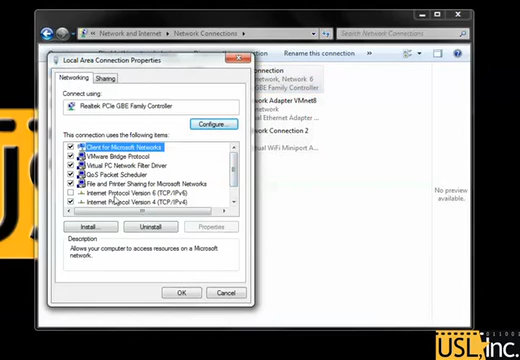 Network and Internet
Network Connections
Search Network Connections
Rename this connection
Local Area Connection Properties
Networking
Sharing
Connect using:
Realtek PCIe GBE Family Controller
Configure...
This connection uses the following items:
Client for Microsoft Networks
VMware Bridge Protocol
Virtual PC Network Filter Driver
QoS Packet Scheduler
File and Printer Sharing for Microsoft Networks
Internet Protocol Version 6 (TCP/IPv6)
Internet Protocol Version 4 (TCP/IPv4)
Install...
Uninstall
Properties
Description
Allows your computer to access resources on a Microsoft
network.
OK
Cancel
onnection
Network 6
Family Controller
Network Adapter VMnet8
Ethernet Adapter
Network Connection 2
Virtual WiFi Miniport A
No preview
available.
USL, inc.